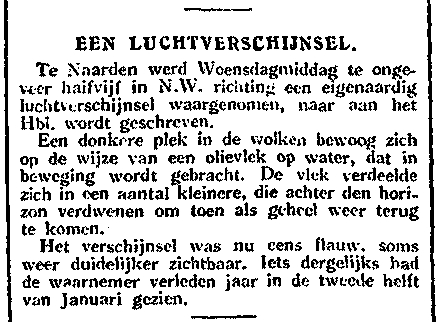 EEN LUCHTVERSCHIJNSEL.
Te Naarden werd Woensdagmiddag te onge-
veer halfvijf in N.W. richting een eigenaardig
luchtverschijnsel waargenomen, naar aan het
Hbl. wordt geschreven.
Een donkere plek in de wolken bewoog zich
op de wijze van een olievlek op water, dat in
beweging wordt gebracht. De vlek verdeelde
zich in een aantal kleinere, die achter den hori-
zon verdwenen om toen als geheel weer terug
te komen.
Het verschijnsel was nu eens flauw, soms
weer duidelijker zichtbaar. Iets dergelijks had
de waarnemer verleden jaar in de tweede helft
van Januari gezien.